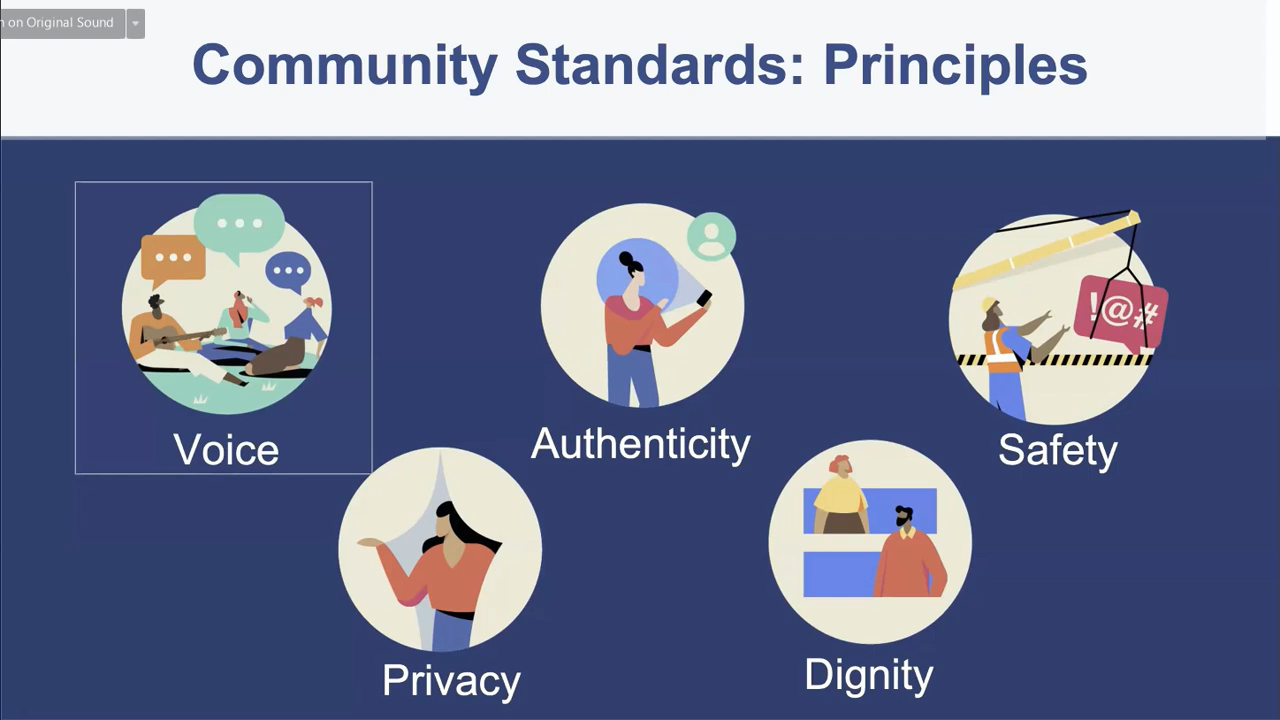 n on Original Sound
Community Standards: Principles
!@#
Voice
Authenticity
Safety
Privacy
Dignity